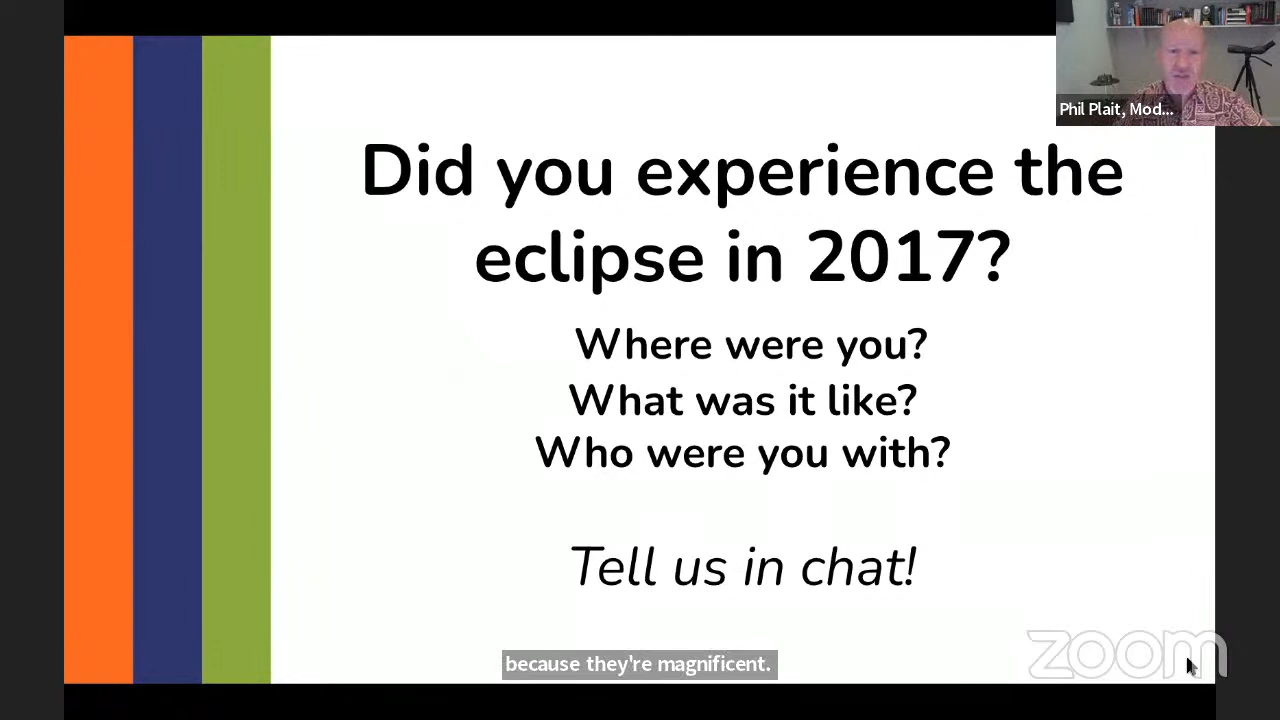 Phil Plait, Mod...
Did you experience the
eclipse in 2017?
Where were you?
What was it like?
Who were you with?
Tell us in chat!
because they're magnificent.
zoom